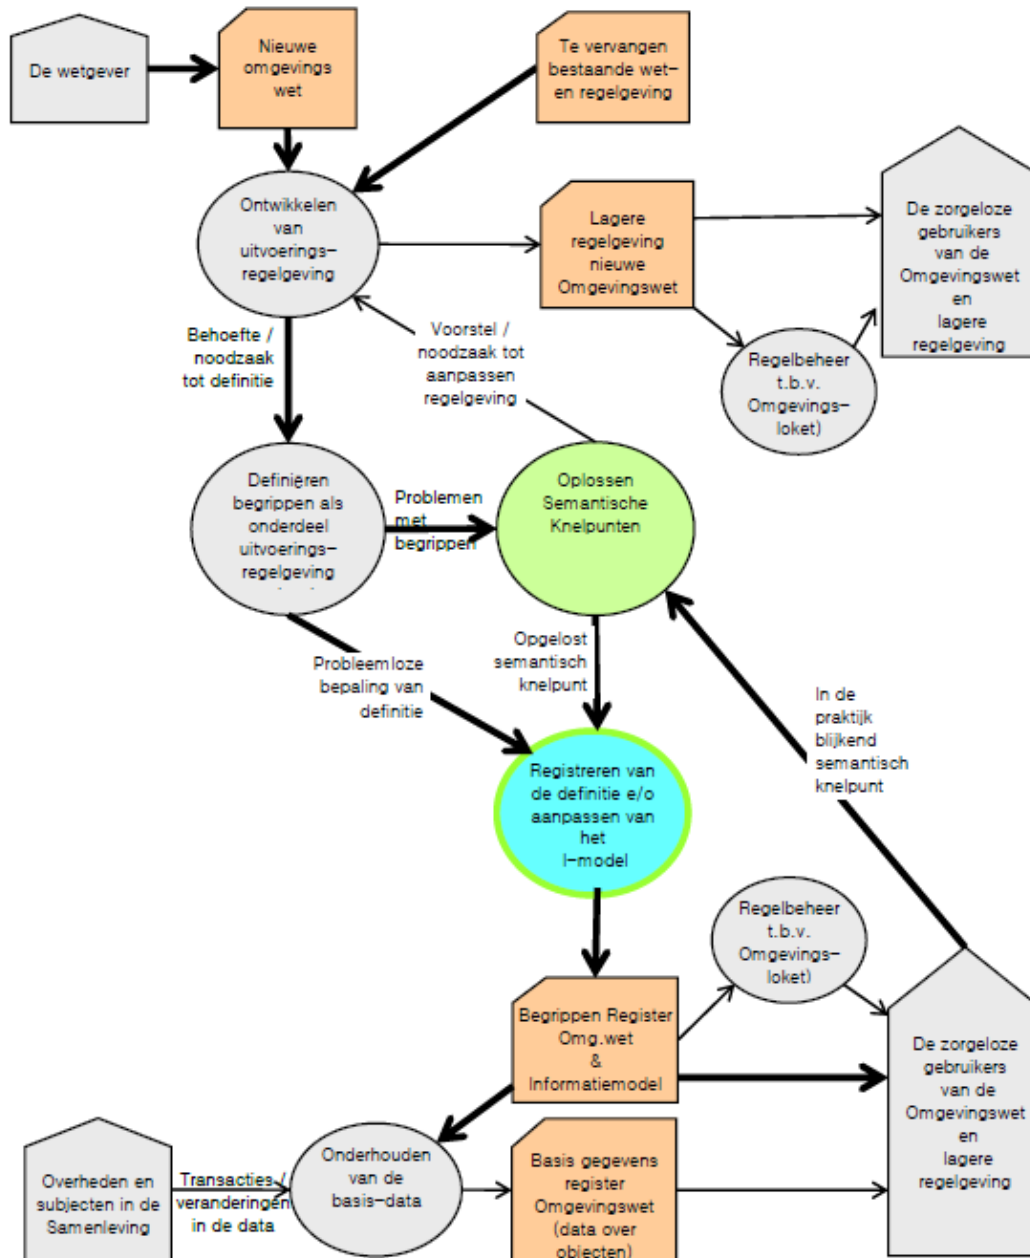 De wetgever
Nieuwe
omgevings
wet
Te vervangen
bestaande wet-
en regelgeving
Ontwikkelen
van
uitvoerings-
regelgeving
Lagere
regelgeving
nieuwe
Omgevingswet
De zorgeloze
gebruikers
van de
Omgevingswet
en
lagere
regelgeving
Behoefte /
noodzaak
tot definitie
Voorstel /
noodzaak tot
aanpassen
regelgeving
Regelbeheer
t.b.v.
Omgevings-
loket)
Definiëren
begrippen als
onderdeel
uitvoerings-
regelgeving
Problemen
met
begrippen
Oplossen
Semantische
Knelpunten
Probleemloze
bepaling van
definitie
Opgelost
semantisch
knelpunt
In de
praktijk
blijkend
semantisch
knelpunt
Registreren van
de definitie e/o
aanpassen van
het
I-model
Regelbeheer
t.b.v.
Omgevings-
loket)
Begrippen Register
Omg.wet
&
Informatiemodel
De zorgeloze
gebruikers
van de
Omgevingswet
en
lagere
regelgeving
Overheden en
subjecten in de
Samenleving
Transacties /
veranderingen
in de data
Onderhouden
van de
basis-data
Basis gegevens
register
Omgevingswet
(data over
objecten)